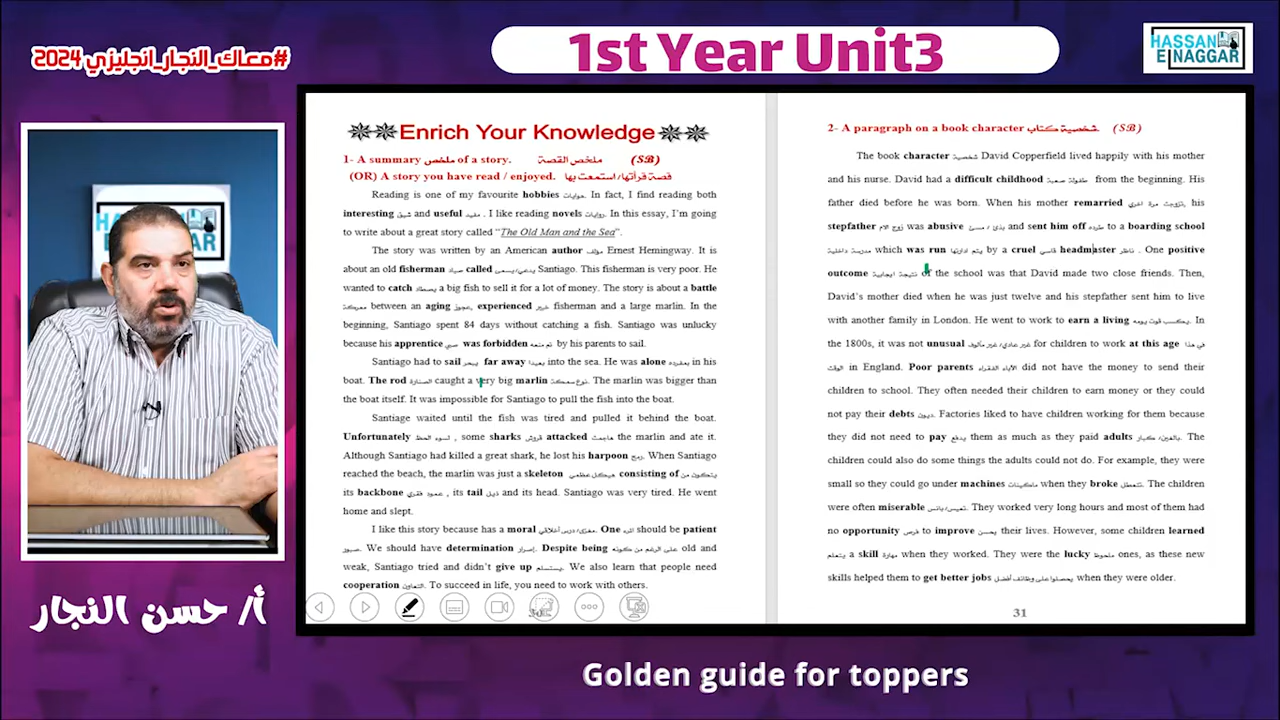 #معاك_النجار_انجليزي 2024
1st Year Unit3
HASSAN
ELNAGGAR
Enrich Your Knowledge
1- A summary ملخص of a story. ملخص القصة (SB)
(OR) A story you have read / enjoyed. قصة قرأتها/ استمتعت بها
Reading is one of my favourite hobbies هوايات. In fact, I find reading both
interesting شيق and useful مفيد. I like reading novels روايات. In this essay, I'm going
to write about a great story called "The Old Man and the Sea".
The story was written by an American author مؤلف Ernest Hemingway. It is
about an old fisherman صياد called يدعي/يسمى Santiago. This fisherman is very poor. He
wanted to catch يصطاد a big fish to sell it for a lot of money. The story is about a battle
معركة between an aging عجوز, experienced خبير fisherman and a large marlin. In the
beginning, Santiago spent 84 days without catching a fish. Santiago was unlucky
because his apprentice صبي was forbidden تم منعه by his parents to sail.
Santiago had to sail يبحر far away بعيدا into the sea. He was alone بمفرده in his
boat. The rod الصنارة caught a very big marlin نوع سمكة. The marlin was bigger than
the boat itself. It was impossible for Santiago to pull the fish into the boat.
Santiage waited until the fish was tired and pulled it behind the boat.
Unfortunately لسوء الحظ, some sharks قروش attacked هاجمت the marlin and ate it.
Although Santiago had killed a great shark, he lost his harpoon رمح. When Santiago
reached the beach, the marlin was just a skeleton هيكل عظمي consisting of يتكون من
its backbone عمود فقري, its tail ذيل and its head. Santiago was very tired. He went
home and slept.
I like this story because has a moral مغزى/ درس أخلاقي. One المرء should be patient
صبور. We should have determination إصرار. Despite being على الرغم من كونه old and
weak, Santiago tried and didn't give up يستسلم. We also learn that people need
cooperation التعاون. To succeed in life, you need to work with others.
30
2- A paragraph on a book character شخصية كتاب. (SB)
The book character شخصية David Copperfield lived happily with his mother
and his nurse. David had a difficult childhood طفولة صعبة from the beginning. His
father died before he was born. When his mother remarried تزوجت مرة اخري, his
stepfather زوج الام was abusive بذئ / مسئ and sent him off طرده to a boarding school
مدرسة داخلية which was run يتم ادارتها by a cruel قاسي headmaster ناظر. One positive
outcome نتيجة ايجابية of the school was that David made two close friends. Then,
David's mother died when he was just twelve and his stepfather sent him to live
with another family in London. He went to work to earn a living يكسب قوت يومه. In
the 1800s, it was not unusual غير عادي/ غير مألوف for children to work at this age في هذا
الوقت in England. Poor parents الآباء الفقراء did not have the money to send their
children to school. They often needed their children to earn money or they could
not pay their debts ديون. Factories liked to have children working for them because
they did not need to pay يدفع them as much as they paid adults بالغين/ كبار. The
children could also do some things the adults could not do. For example, they were
small so they could go under machines ماكينات when they broke تتعطل. The children
were often miserable تعيس/ بائس. They worked very long hours and most of them had
no opportunity فرص to improve يحسن their lives. However, some children learned
يتعلم a skill مهارة when they worked. They were the lucky محظوظ ones, as these new
skills helped them to get better jobs يحصلوا على وظائف أفضل when they were older.
31
أ/ حسن النجار
Golden guide for toppers